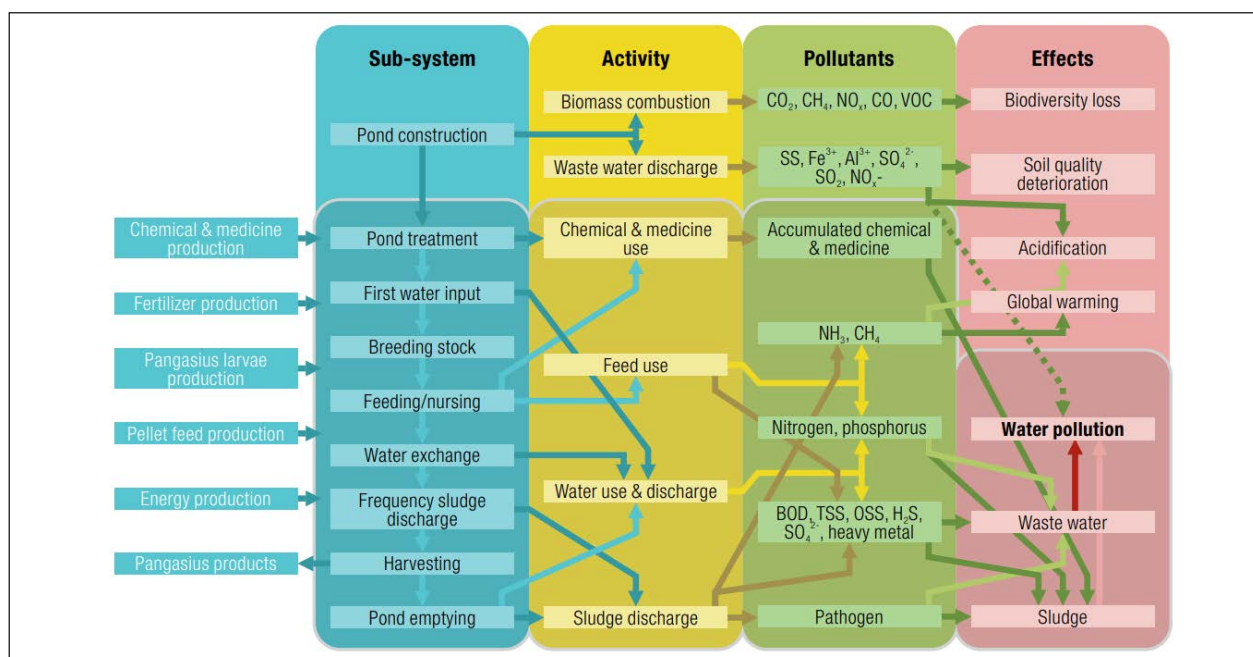 Sub-system
Activity
Pollutants
Effects
Chemical & medicine
production
Fertilizer production
Pangasius larvae
production
Pellet feed production
Energy production
Pangasius products
Pond construction
Pond treatment
First water input
Breeding stock
Feeding/nursing
Water exchange
Frequency sludge
discharge
Harvesting
Pond emptying
Biomass combustion
Waste water discharge
Chemical & medicine
use
Feed use
Water use & discharge
Sludge discharge
CO₂, CH₄, NOₓ, CO, VOC
SS, Fe³⁺, Al³⁺, SO₄²⁻,
SO₂, NOₓ-
Accumulated chemical
& medicine
NH₃, CH₄
Nitrogen, phosphorus
BOD, TSS, OSS, H₂S,
SO₄²⁻, heavy metal
Pathogen
Biodiversity loss
Soil quality
deterioration
Acidification
Global warming
Water pollution
Waste water
Sludge